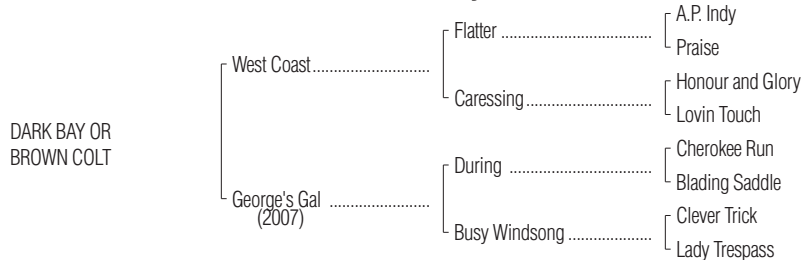 A.P. Indy
Flatter ................................
Praise
West Coast.........................
Honour and Glory
Caressing...........................
Lovin Touch
DARK BAY OR
BROWN COLT
Cherokee Run
During ...............................
Blading Saddle
George's Gal .....................
(2007)
Clever Trick
Busy Windsong ..................
Lady Trespass